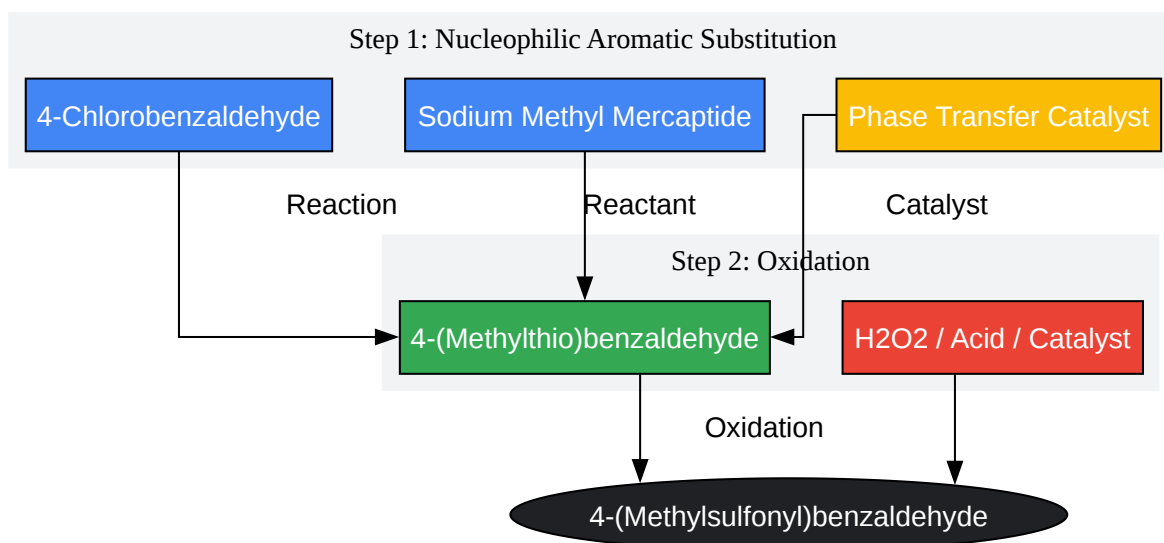 Step 1: Nucleophilic Aromatic Substitution
4-Chlorobenzaldehyde
Sodium Methyl Mercaptide
Phase Transfer Catalyst
Reaction
Reactant
Catalyst
Step 2: Oxidation
4-(Methylthio)benzaldehyde
H2O2 / Acid / Catalyst
Oxidation
4-(Methylsulfonyl)benzaldehyde